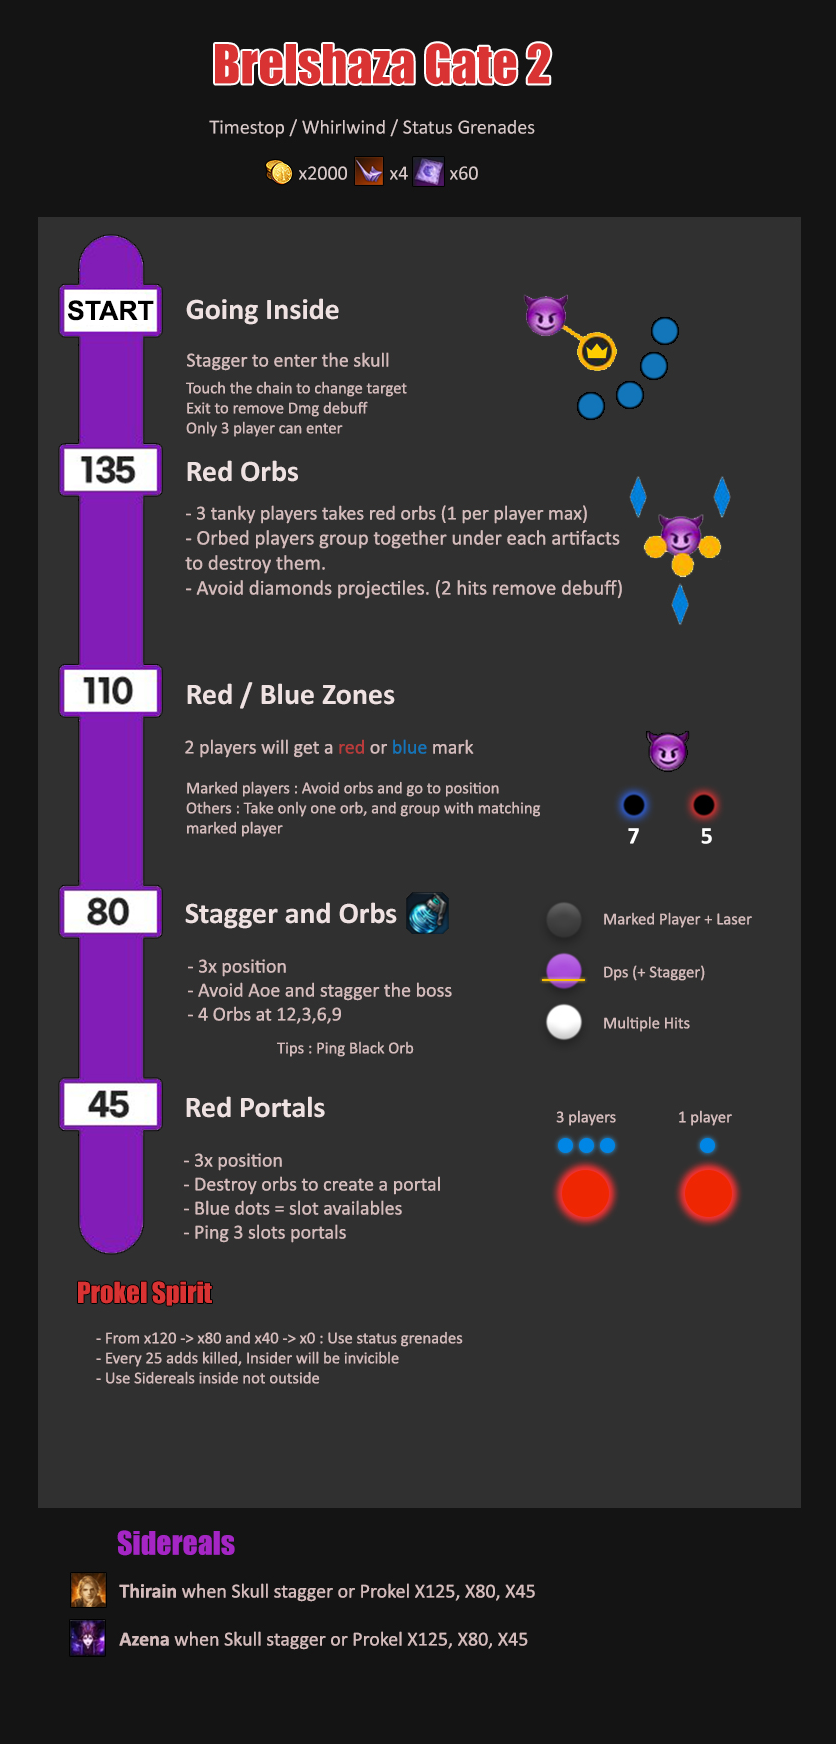 Brelshaza Gate 2
Timestop / Whirlwind / Status Grenades
x2000 x4 x60
START
Going Inside
Stagger to enter the skull
Touch the chain to change target
Exit to remove Dmg debuff
Only 3 player can enter
135
Red Orbs
- 3 tanky players takes red orbs (1 per player max)
- Orbed players group together under each artifacts
to destroy them.
- Avoid diamonds projectiles. (2 hits remove debuff)
110
Red / Blue Zones
2 players will get a red or blue mark
Marked players : Avoid orbs and go to position
Others : Take only one orb, and group with matching
marked player
7 5
80
Stagger and Orbs
- 3x position
- Avoid Aoe and stagger the boss
- 4 Orbs at 12,3,6,9
Tips : Ping Black Orb
Marked Player + Laser
Dps (+ Stagger)
Multiple Hits
45
Red Portals
- 3x position
- Destroy orbs to create a portal
- Blue dots = slot availables
- Ping 3 slots portals
3 players 1 player
Prokel Spirit
- From x120 -> x80 and x40 -> x0 : Use status grenades
- Every 25 adds killed, Insider will be invicible
- Use Sidereals inside not outside
Sidereals
Thirain when Skull stagger or Prokel X125, X80, X45
Azena when Skull stagger or Prokel X125, X80, X45